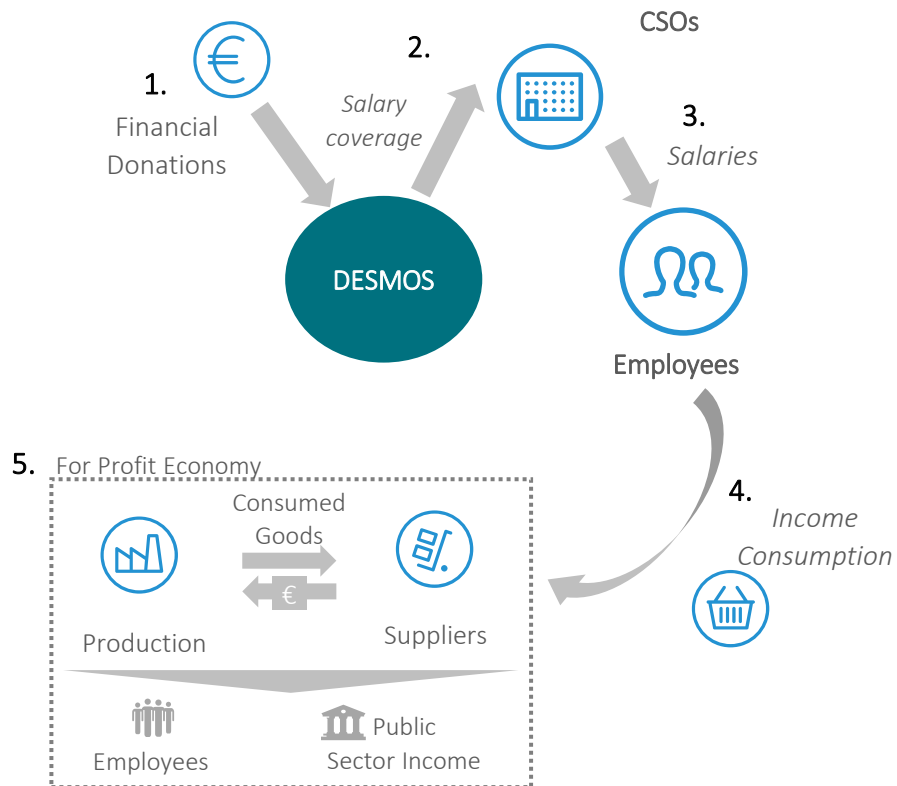 1.
Financial
Donations
2.
Salary
coverage
CSOs
3.
Salaries
DESMOS
Employees
4.
Income
Consumption
5. For Profit Economy
Consumed
Goods
€
Production
Suppliers
Employees
Public
Sector Income